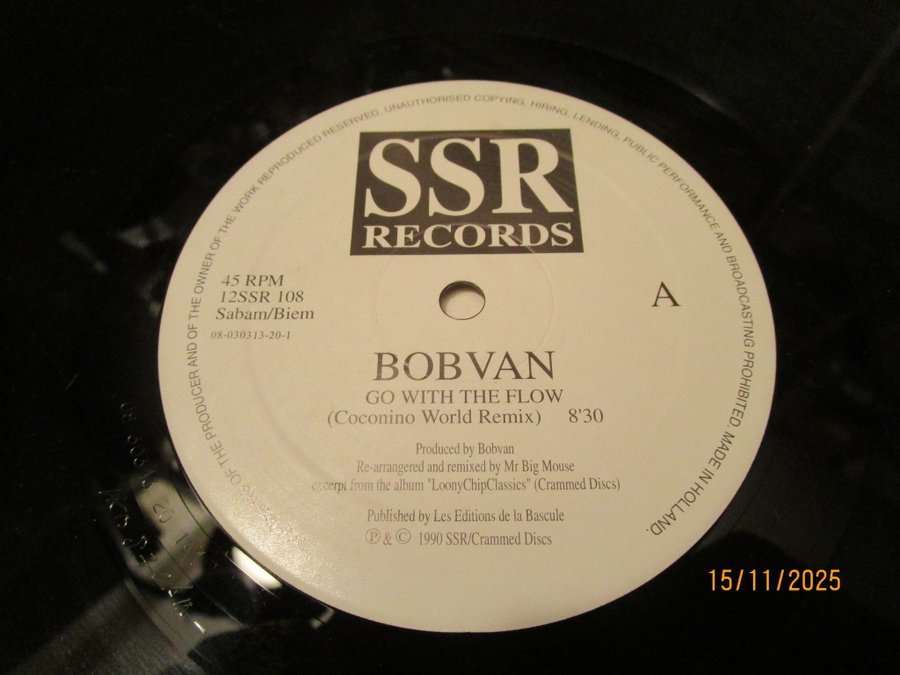 SSR
RECORDS
45 RPM
12SSR 108
Sabam/Biem
08-030313-20-1
A
BOBVAN
GO WITH THE FLOW
(Coconino World Remix) 8'30
Produced by Bobvan
Re-arrangered and remixed by Mr Big Mouse
excerpt from the album "LoonyChipClassics" (Crammed Discs)
Published by Les Editions de la Bascule
℗ & © 1990 SSR/Crammed Discs
OF THE PRODUCER AND OF THE OWNER OF THE WORK REPRODUCED RESERVED. UNAUTHORISED COPYING, HIRING, LENDING, PUBLIC PERFORMANCE AND BROADCASTING PROHIBITED. MADE IN HOLLAND.
15/11/2025